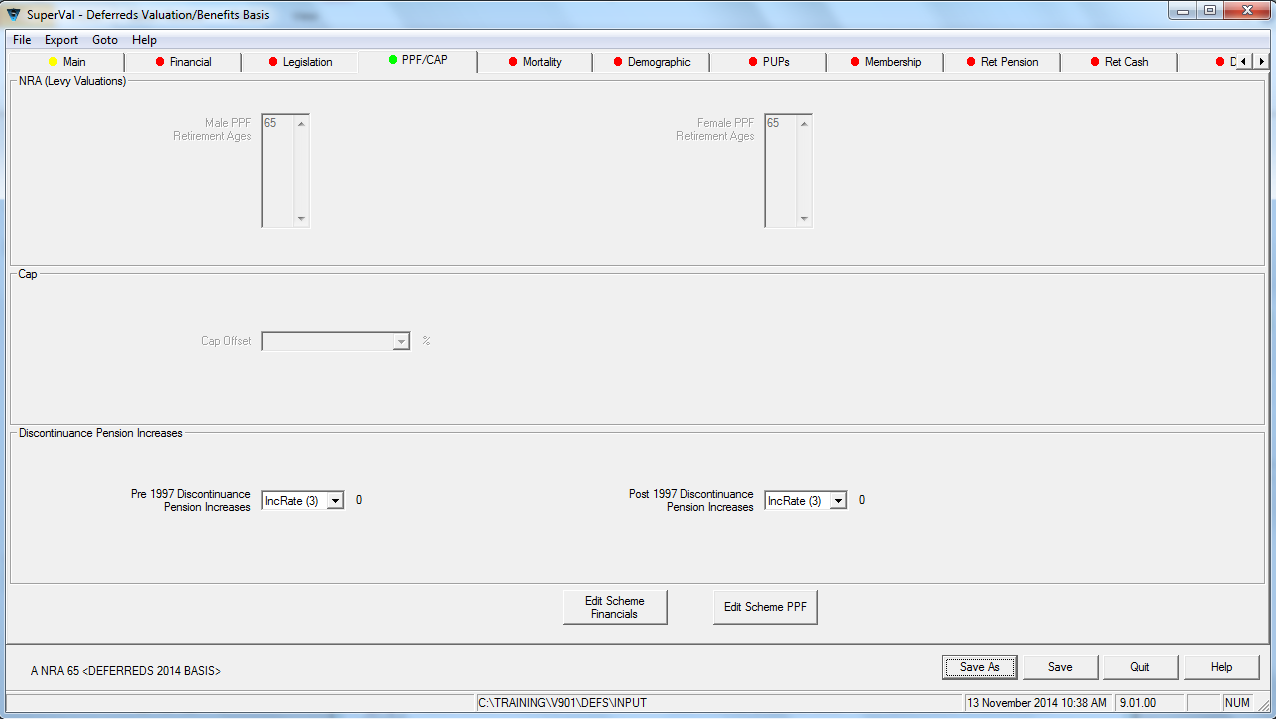 SuperVal - Deferreds Valuation/Benefits Basis
File Export Goto Help
Main Financial Legislation PPF/CAP Mortality Demographic PUPs Membership Ret Pension Ret Cash
NRA (Levy Valuations)
Male PPF
Retirement Ages
65
Female PPF
Retirement Ages
65
Cap
Cap Offset %
Discontinuance Pension Increases
Pre 1997 Discontinuance
Pension Increases
IncRate (3) 0
Post 1997 Discontinuance
Pension Increases
IncRate (3) 0
Edit Scheme
Financials
Edit Scheme PPF
A NRA 65 <DEFERREDS 2014 BASIS>
Save As Save Quit Help
C:\TRAINING\V901\DEFS\INPUT 13 November 2014 10:38 AM 9.01.00 NUM